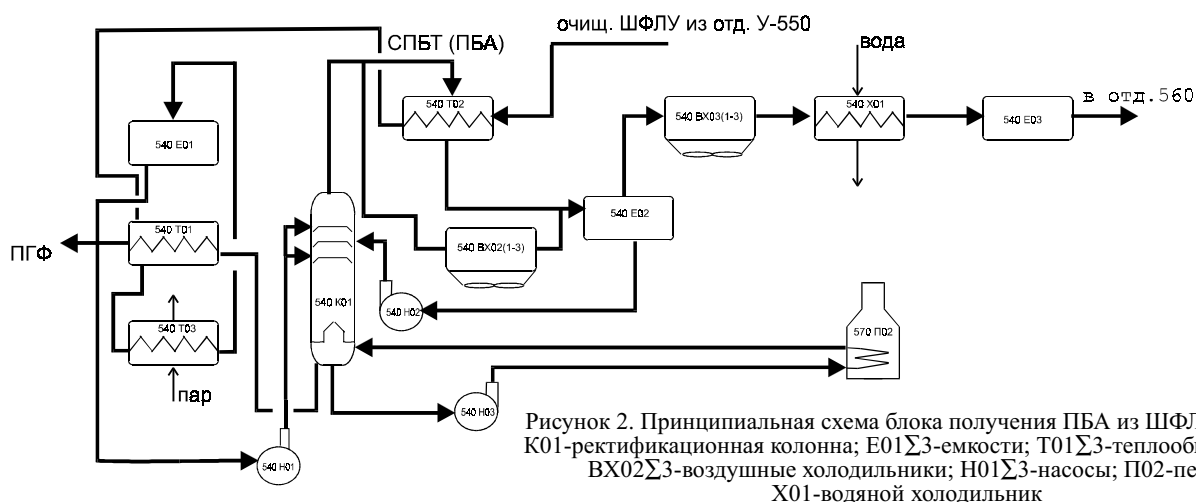 очищ. ШФЛУ из отд. У-550
СПБТ (ПБА)
вода
в отд.560
540 Т02
540 ВХ03(1-3)
540 Х01
540 Е03
540 Е01
540 Е02
540 Т01
ПГФ
540 ВХ02(1-3)
540 К01
540 Н02
540 Т03
570 П02
пар
540 Н03
540 Н01
Рисунок 2. Принципиальная схема блока получения ПБА из ШФЛ
К01-ректификационная колонна; Е01∑3-емкости; Т01∑3-теплооб
ВХ02∑3-воздушные холодильники; Н01∑3-насосы; П02-пе
Х01-водяной холодильник